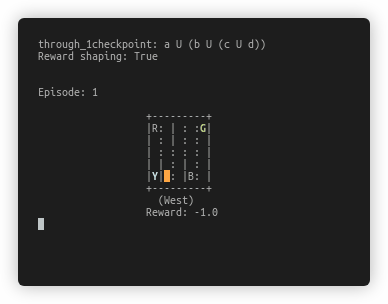 through_1checkpoint: a U (b U (c U d))
Reward shaping: True
Episode: 1
+---------+
|R: | : :G|
| : | : : |
| : : : : |
| | : | : |
|Y| : |B: |
+---------+
(West)
Reward: -1.0